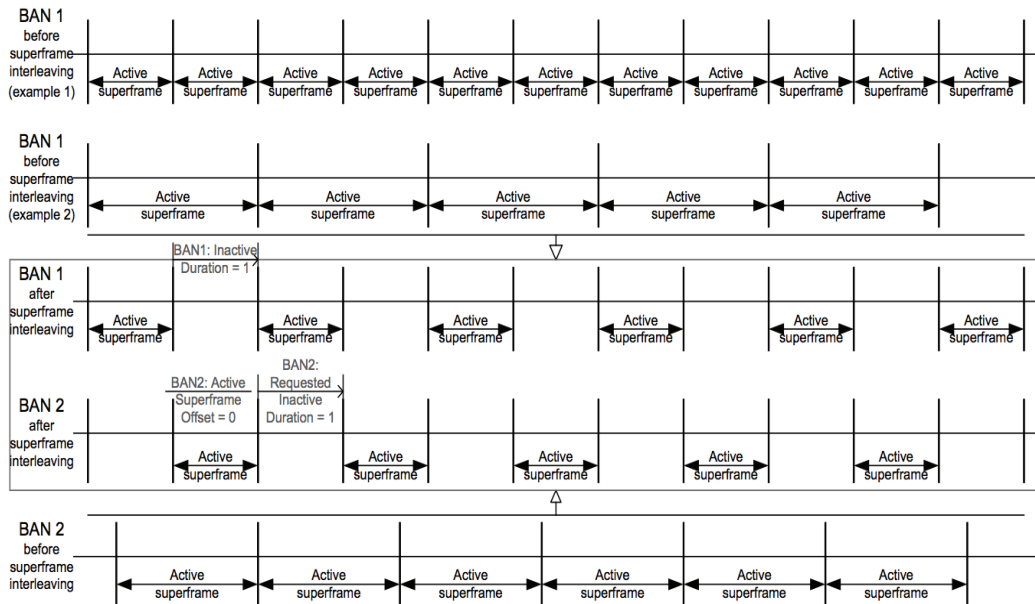 BAN 1
before
superframe
interleaving
(example 1)
Active Active Active Active Active Active Active Active Active Active Active
superframe superframe superframe superframe superframe superframe superframe superframe superframe superframe superframe
BAN 1
before
superframe
interleaving
(example 2)
Active Active Active Active Active
superframe superframe superframe superframe superframe
BAN1: Inactive
Duration = 1
BAN 1
after
superframe
interleaving
Active Active Active Active Active Active
superframe superframe superframe superframe superframe superframe
BAN2: Active
Superframe
Offset = 0
BAN2:
Requested
Inactive
Duration = 1
BAN 2
after
superframe
interleaving
Active Active Active Active Active
superframe superframe superframe superframe superframe
BAN 2
before
superframe
interleaving
Active Active Active Active Active Active
superframe superframe superframe superframe superframe superframe